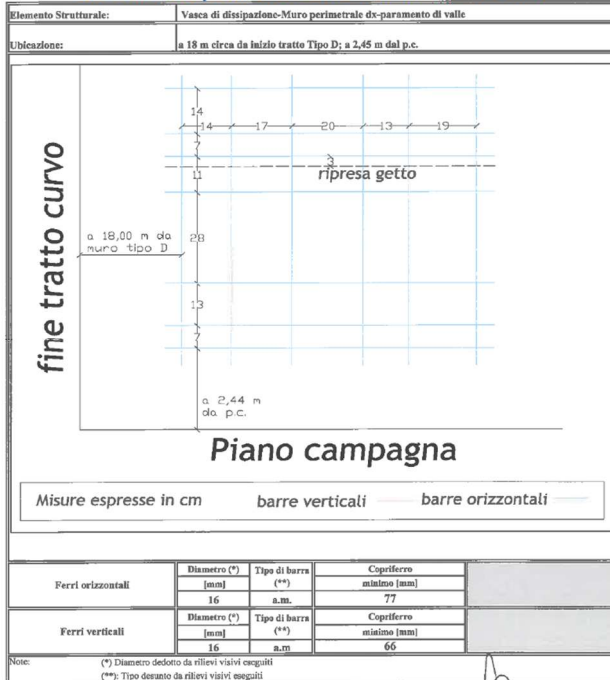 Elemento Strutturale: Vasca di dissipazione-Muro perimetrale dx-paramento di valle
Ubicazione: a 18 m circa da inizio tratto Tipo D; a 2,45 m dal p.c.
14
14 17 20 13 19
7
3
11
ripresa getto
fine tratto curvo
a 18,00 m da
muro tipo D
28
13
7
a 2,44 m
da p.c.
Piano campagna
Misure espresse in cm barre verticali barre orizzontali
Ferri orizzontali
Diametro (*) Tipo di barra Copriferro
[mm] (**) minimo [mm]
16 a.m. 77
Ferri verticali
Diametro (*) Tipo di barra Copriferro
[mm] (**) minimo [mm]
16 a.m 66
Note: (*) Diametro dedotto da rilievi visivi eseguiti
(**): Tipo desunto da rilievi visivi eseguiti